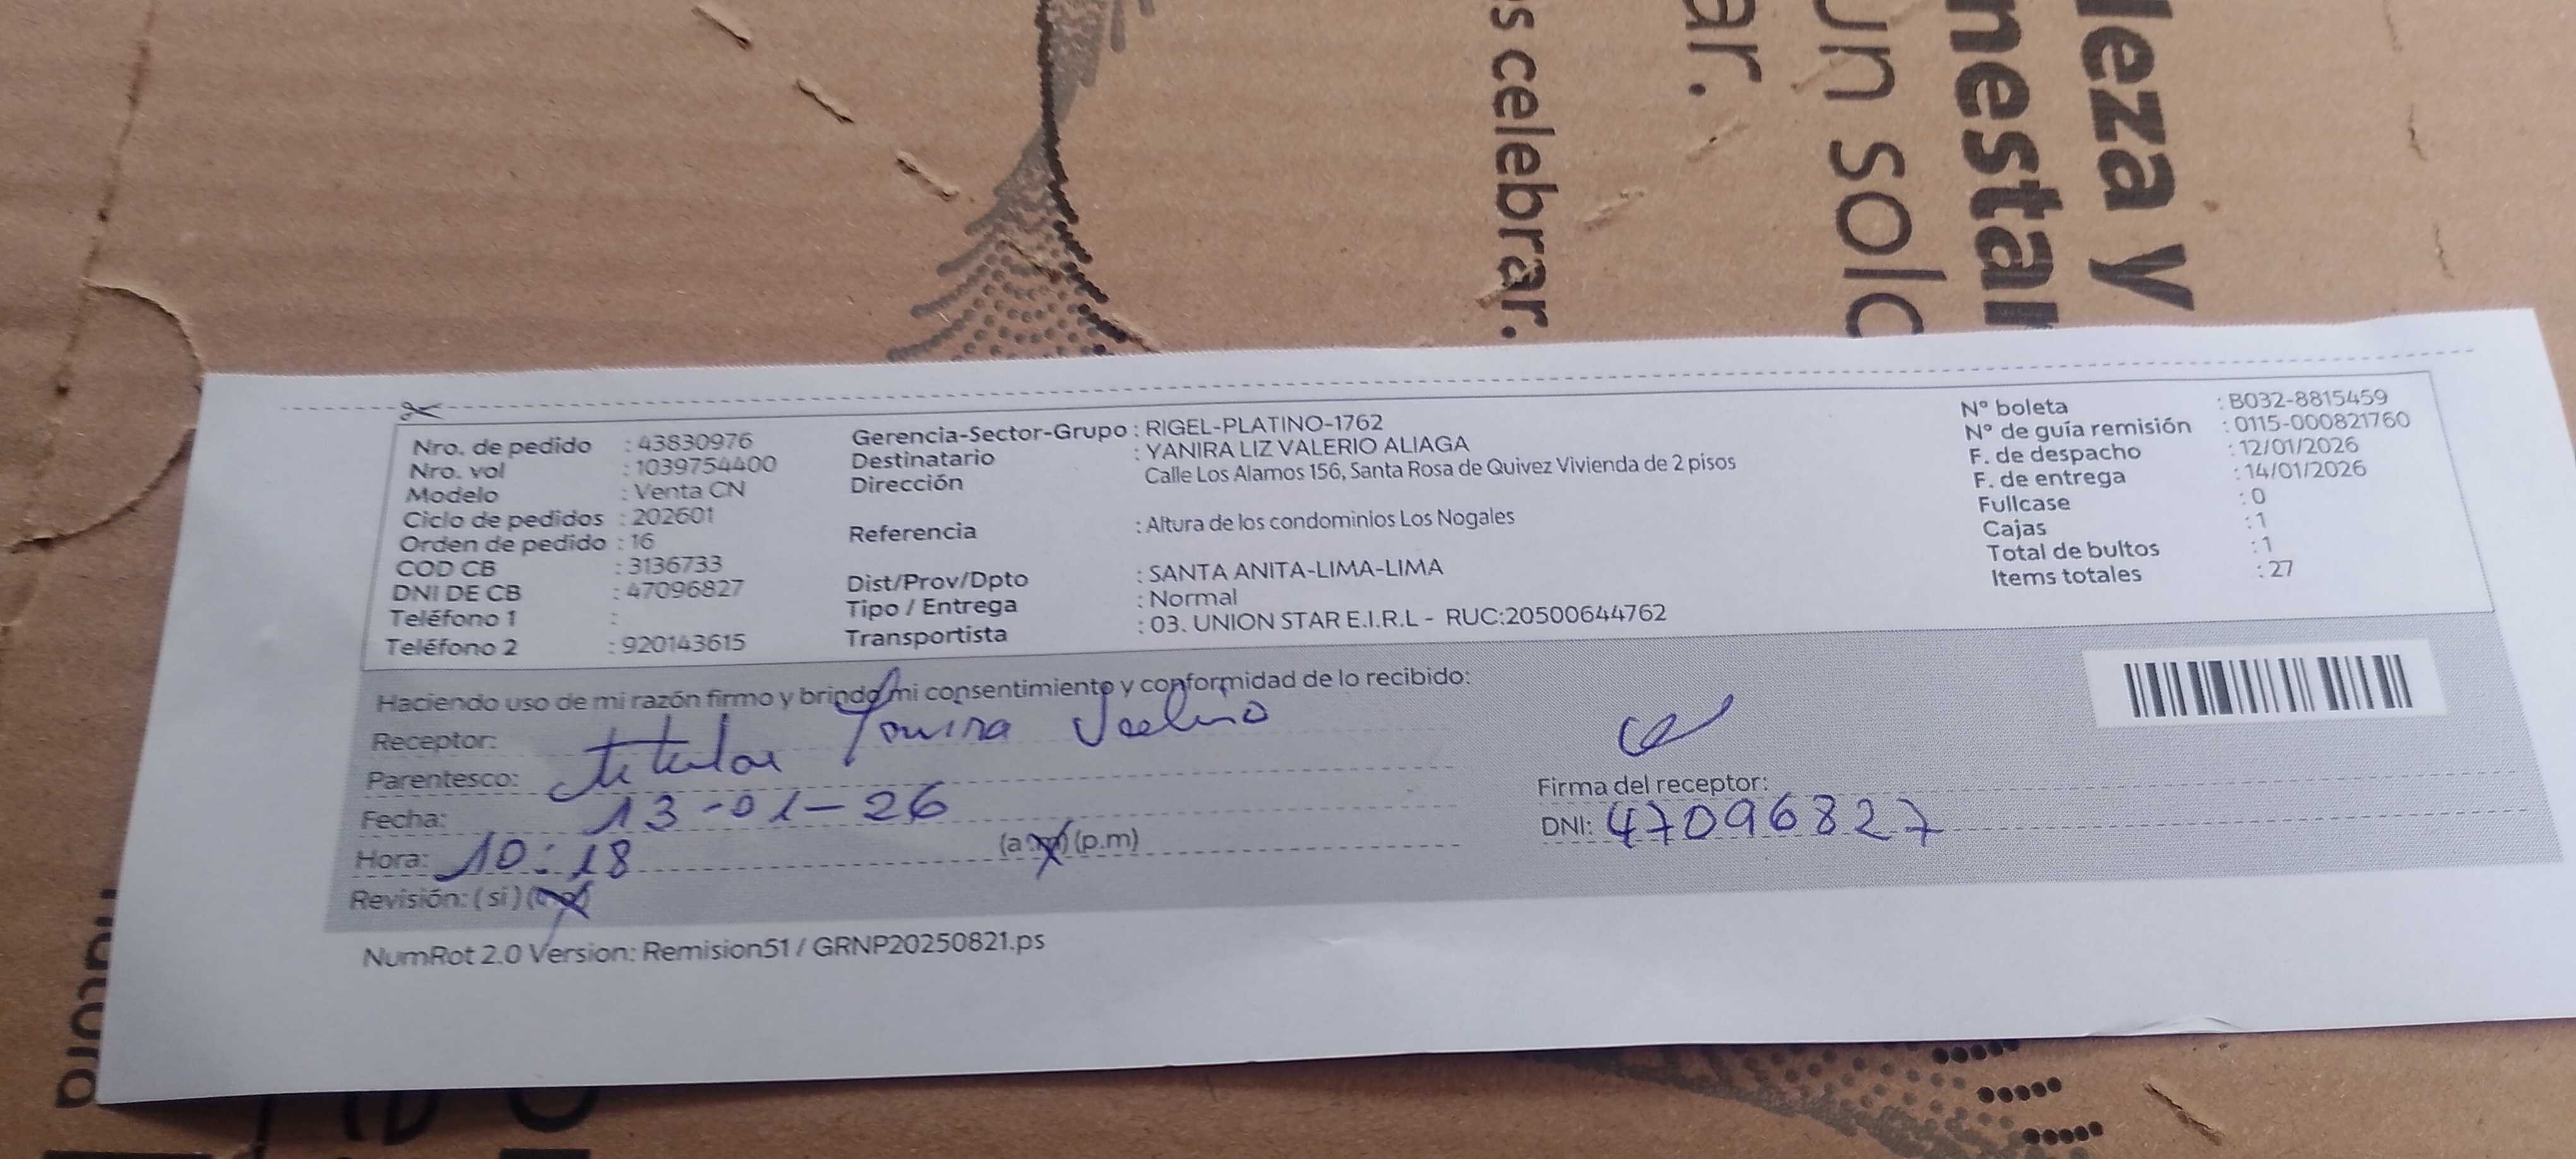 s celebrar.
ar.
un solo
nestar
leza y
Nro. de pedido : 43830976
Nro. vol : 1039754400
Modelo : Venta CN
Ciclo de pedidos : 202601
Orden de pedido : 16
COD CB : 3136733
DNI DE CB : 47096827
Teléfono 1 :
Teléfono 2 : 920143615
Gerencia-Sector-Grupo : RIGEL-PLATINO-1762
Destinatario : YANIRA LIZ VALERIO ALIAGA
Dirección Calle Los Alamos 156, Santa Rosa de Quivez Vivienda de 2 pisos
Referencia : Altura de los condominios Los Nogales
Dist/Prov/Dpto : SANTA ANITA-LIMA-LIMA
Tipo / Entrega : Normal
Transportista : 03. UNION STAR E.I.R.L - RUC:20500644762
N° boleta : B032-8815459
N° de guía remisión : 0115-000821760
F. de despacho : 12/01/2026
F. de entrega : 14/01/2026
Fullcase : 0
Cajas : 1
Total de bultos : 1
Items totales : 27
Haciendo uso de mi razón firmo y brindo mi consentimiento y conformidad de lo recibido:
Receptor:
Parentesco: titular
Fecha: 13-01-26
Hora: 10:18 (a.m) (p.m)
Revisión: (si) (no)
Firma del receptor:
DNI: 47096827
NumRot 2.0 Version: Remision51 / GRNP20250821.ps